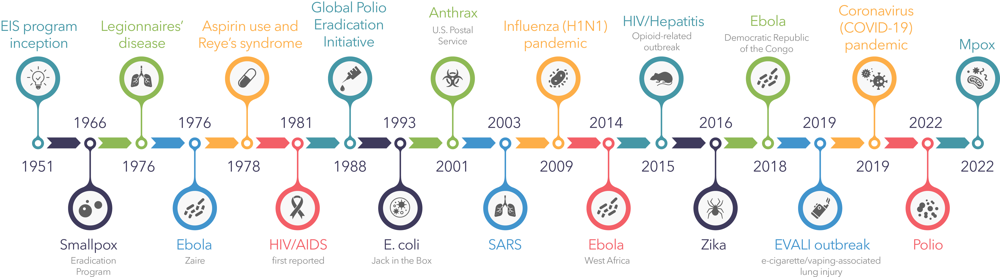 EIS program
inception
1951
1966
Smallpox
Eradication
Program
Legionnaires’
disease
1976
1976
Ebola
Zaire
Aspirin use and
Reye’s syndrome
1978
1981
HIV/AIDS
first reported
Global Polio
Eradication
Initiative
1988
1993
E. coli
Jack in the Box
Anthrax
U.S. Postal
Service
2001
2003
SARS
Influenza (H1N1)
pandemic
2009
2014
Ebola
West Africa
HIV/Hepatitis
Opioid-related
outbreak
2015
2016
Zika
Ebola
Democratic Republic
of the Congo
2018
2019
EVALI outbreak
e-cigarette/vaping-associated
lung injury
Coronavirus
(COVID-19)
pandemic
2019
2022
Polio
Mpox
2022